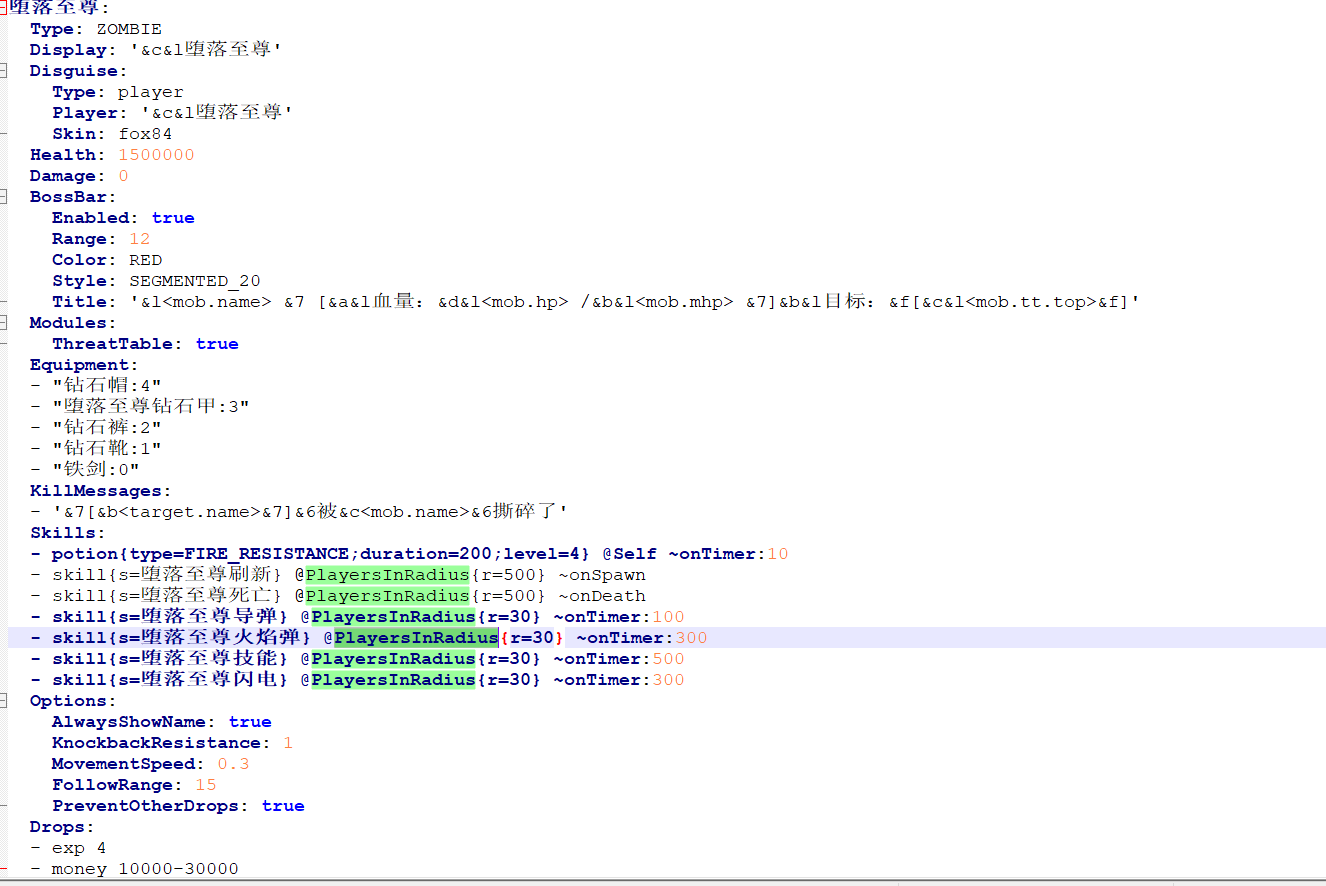 堕落至尊:
Type: ZOMBIE
Display: '&c&l堕落至尊'
Disguise:
Type: player
Player: '&c&l堕落至尊'
Skin: fox84
Health: 1500000
Damage: 0
BossBar:
Enabled: true
Range: 12
Color: RED
Style: SEGMENTED_20
Title: '&l<mob.name> &7 [&a&l血量: &d&l<mob.hp> /&b&l<mob.mhp> &7]&b&l目标: &f[&c&l<mob.tt.top>&f]'
Modules:
ThreatTable: true
Equipment:
- "钻石帽:4"
- "堕落至尊钻石甲:3"
- "钻石裤:2"
- "钻石靴:1"
- "铁剑:0"
KillMessages:
- '&7[&b<target.name>&7]&6被&c<mob.name>&6撕碎了'
Skills:
- potion{type=FIRE_RESISTANCE;duration=200;level=4} @Self ~onTimer:10
- skill{s=堕落至尊刷新} @PlayersInRadius{r=500} ~onSpawn
- skill{s=堕落至尊死亡} @PlayersInRadius{r=500} ~onDeath
- skill{s=堕落至尊导弹} @PlayersInRadius{r=30} ~onTimer:100
- skill{s=堕落至尊火焰弹} @PlayersInRadius{r=30} ~onTimer:300
- skill{s=堕落至尊技能} @PlayersInRadius{r=30} ~onTimer:500
- skill{s=堕落至尊闪电} @PlayersInRadius{r=30} ~onTimer:300
Options:
AlwaysShowName: true
KnockbackResistance: 1
MovementSpeed: 0.3
FollowRange: 15
PreventOtherDrops: true
Drops:
- exp 4
- money 10000-30000